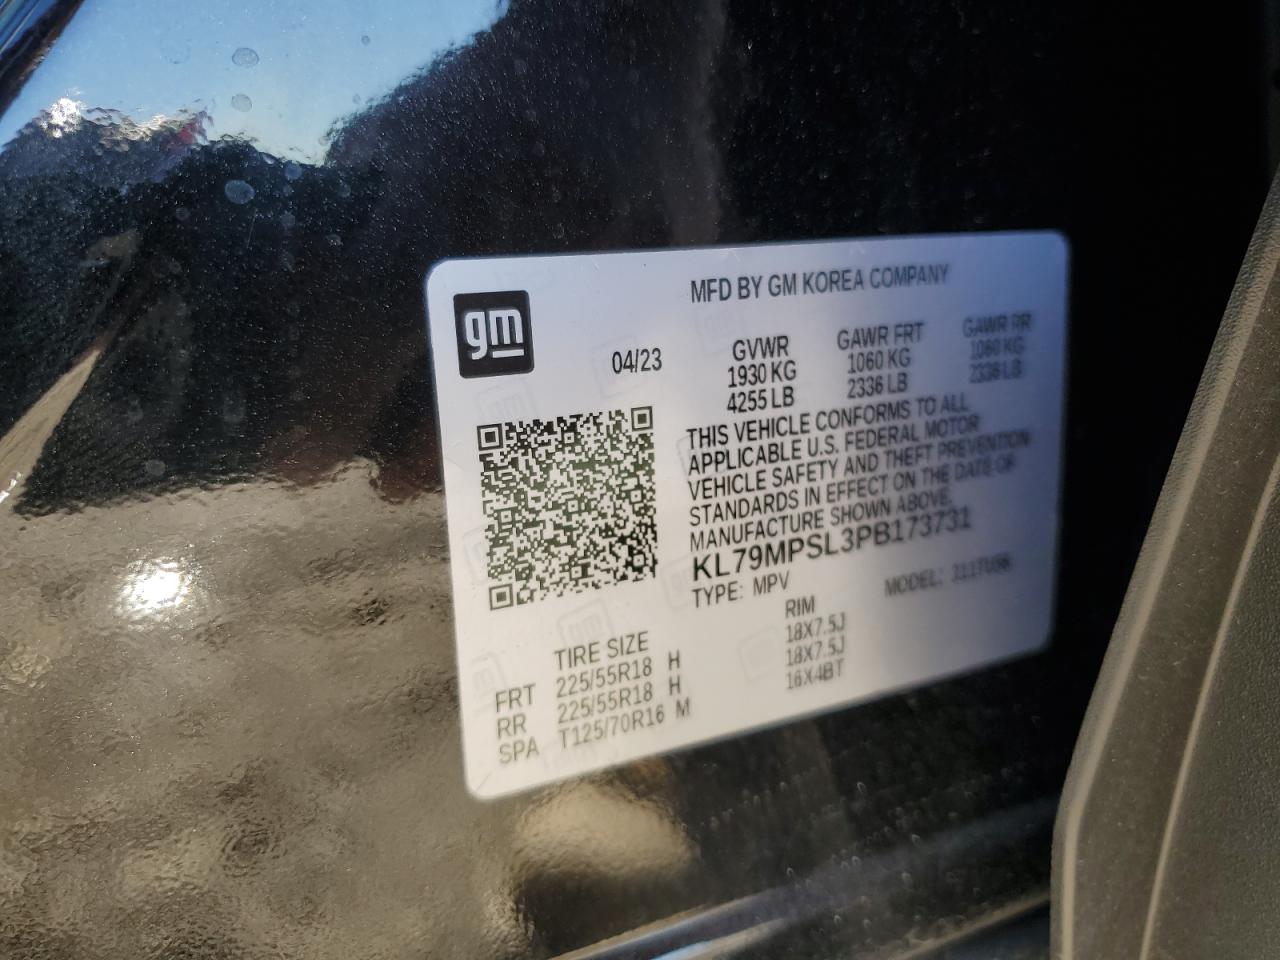 gm
MFD BY GM KOREA COMPANY
04/23
GVWR GAWR FRT GAWR RR
1930 KG 1060 KG 1060 KG
4255 LB 2336 LB 2336 LB
THIS VEHICLE CONFORMS TO ALL
APPLICABLE U.S. FEDERAL MOTOR
VEHICLE SAFETY AND THEFT PREVENTION
STANDARDS IN EFFECT ON THE DATE OF
MANUFACTURE SHOWN ABOVE.
KL79MPSL3PB173731
TYPE: MPV MODEL:
TIRE SIZE RIM
FRT 225/55R18 H 18X7.5J
RR 225/55R18 H 18X7.5J
SPA T125/70R16 M 16X4BT